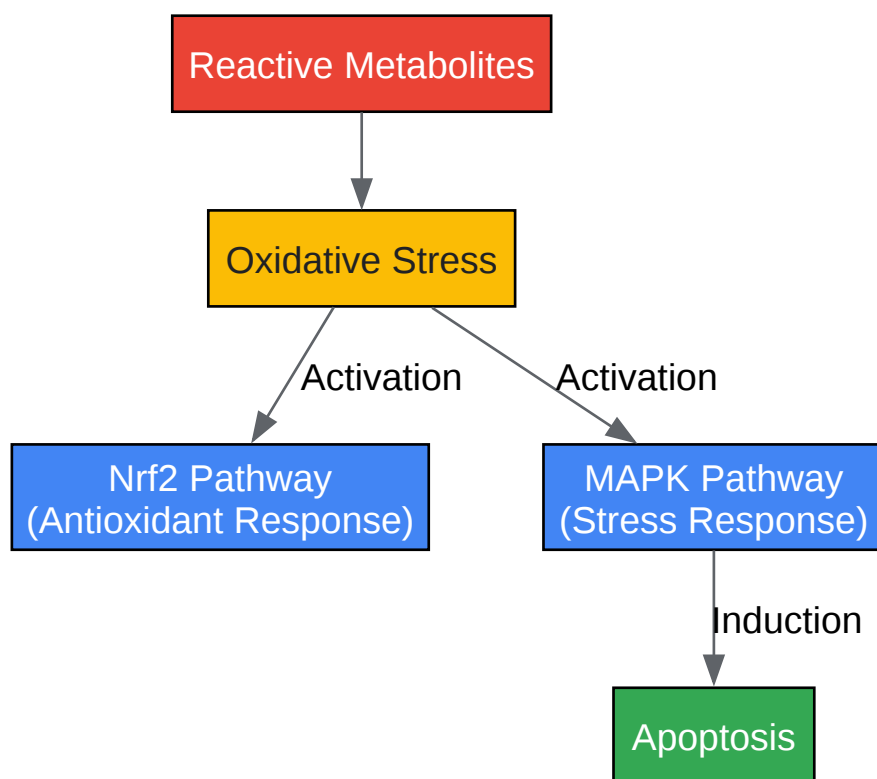 Reactive Metabolites
Oxidative Stress
Activation
Activation
Nrf2 Pathway
(Antioxidant Response)
MAPK Pathway
(Stress Response)
Induction
Apoptosis